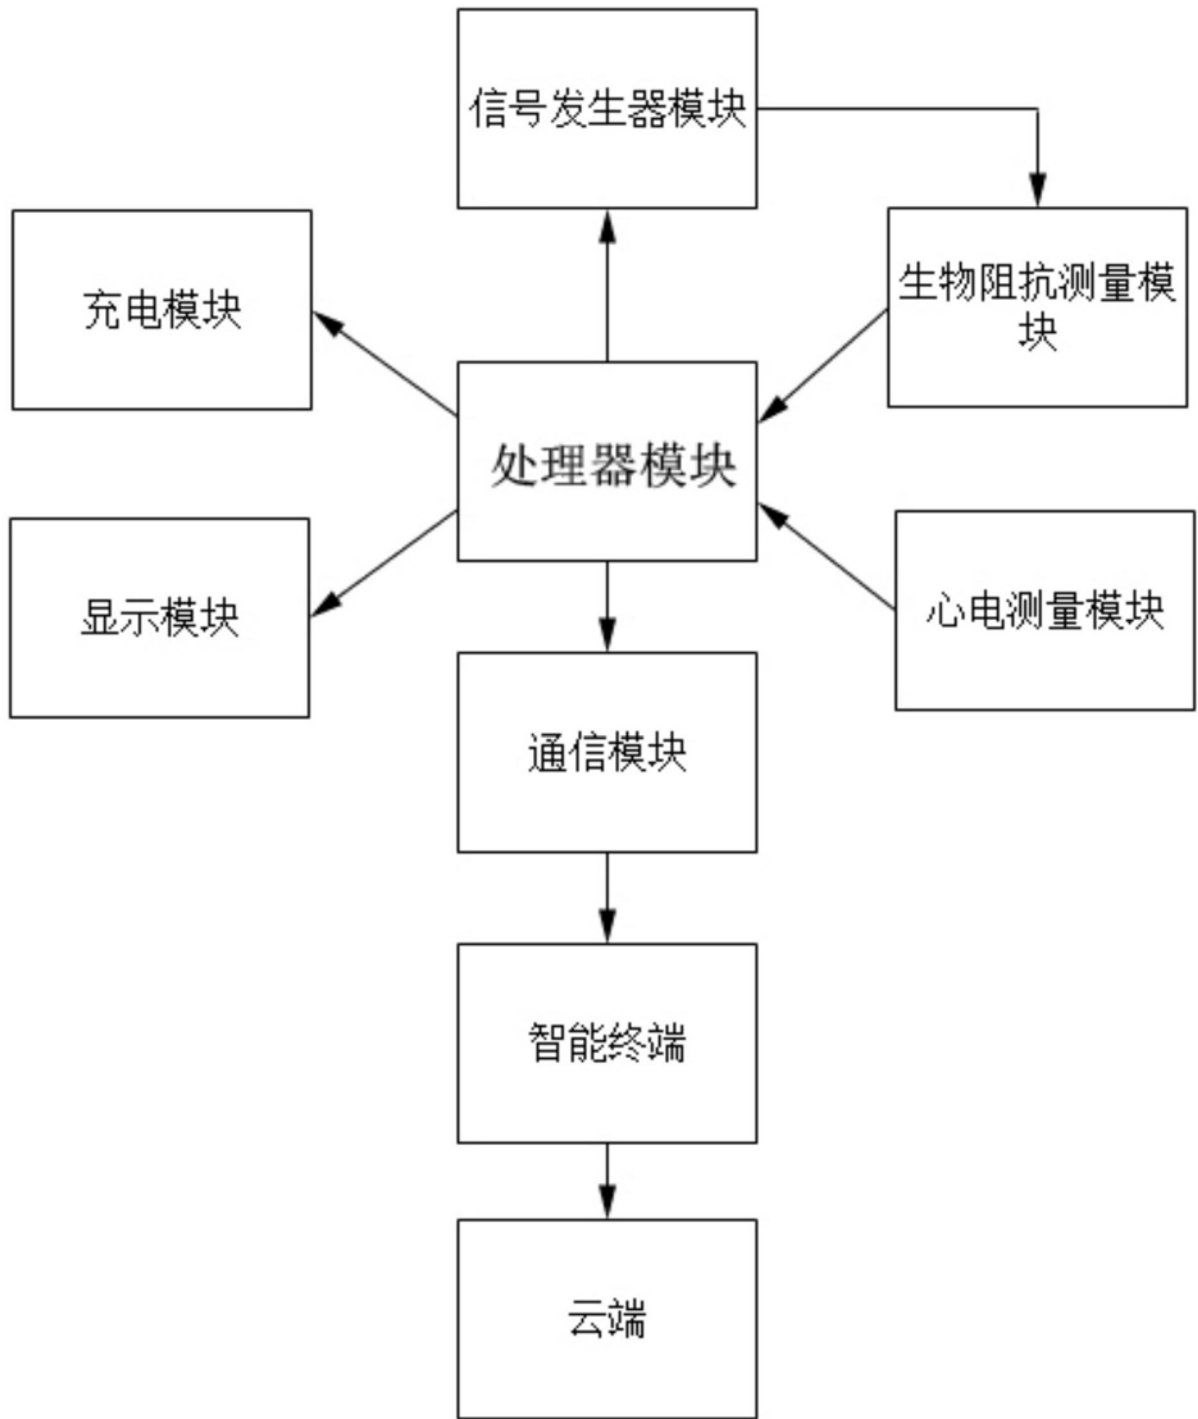 信号发生器模块
充电模块
生物阻抗测量模
块
处理器模块
显示模块
心电测量模块
通信模块
智能终端
云端